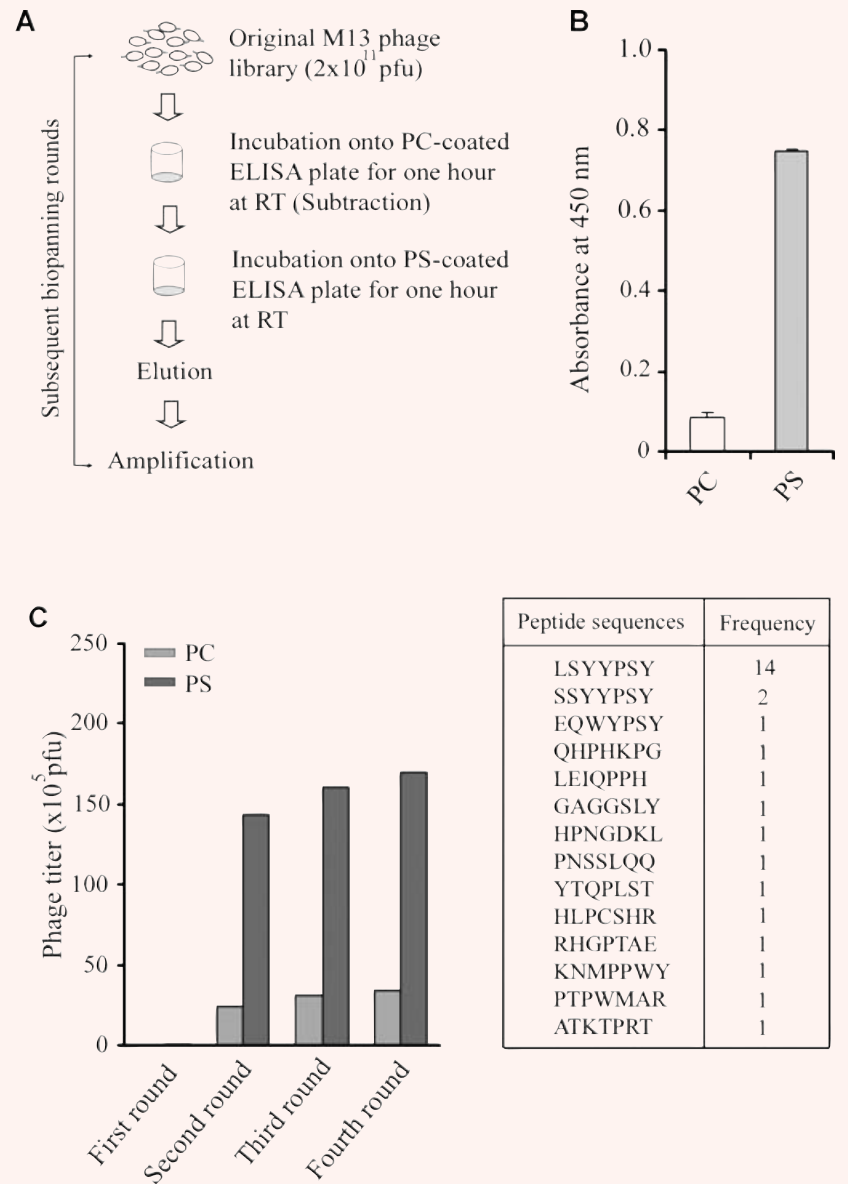 A
Original M13 phage
library (2x10^11 pfu)
Incubation onto PC-coated
ELISA plate for one hour
at RT (Subtraction)
Incubation onto PS-coated
ELISA plate for one hour
at RT
Elution
Amplification
Subsequent biopanning rounds
B
Absorbance at 450 nm
1.0
0.8
0.6
0.4
0.2
0
PC
PS
C
Phage titer (x10^5 pfu)
250
200
150
100
50
0
PC
PS
First round
Second round
Third round
Fourth round
Peptide sequences Frequency
LSYYPSY 14
SSYYPSY 2
EQWYPSY 1
QHPHKPG 1
LEIQPPH 1
GAGGSLY 1
HPNGDKL 1
PNSSLQQ 1
YTQPLST 1
HLPCSHR 1
RHGPTAE 1
KNMPPWY 1
PTPWMAR 1
ATKTPRT 1